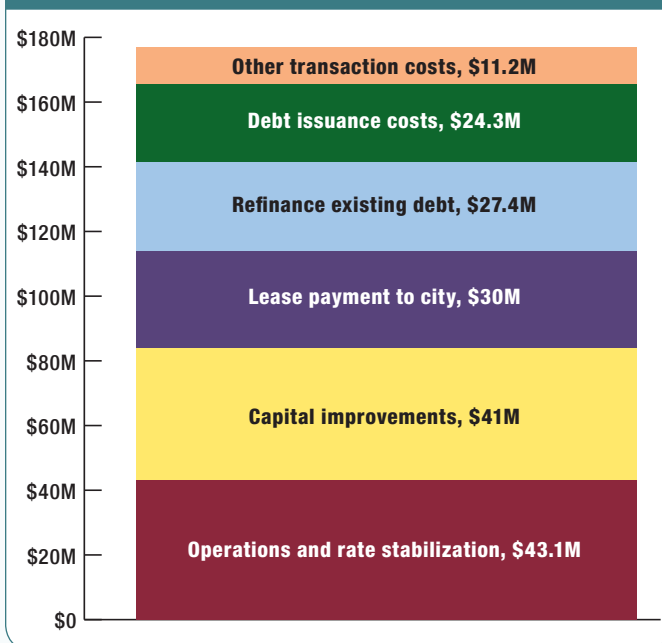 $180M
Other transaction costs, $11.2M
$160M
Debt issuance costs, $24.3M
$140M
Refinance existing debt, $27.4M
$120M
Lease payment to city, $30M
$100M
$80M
Capital improvements, $41M
$60M
$40M
Operations and rate stabilization, $43.1M
$20M
$0